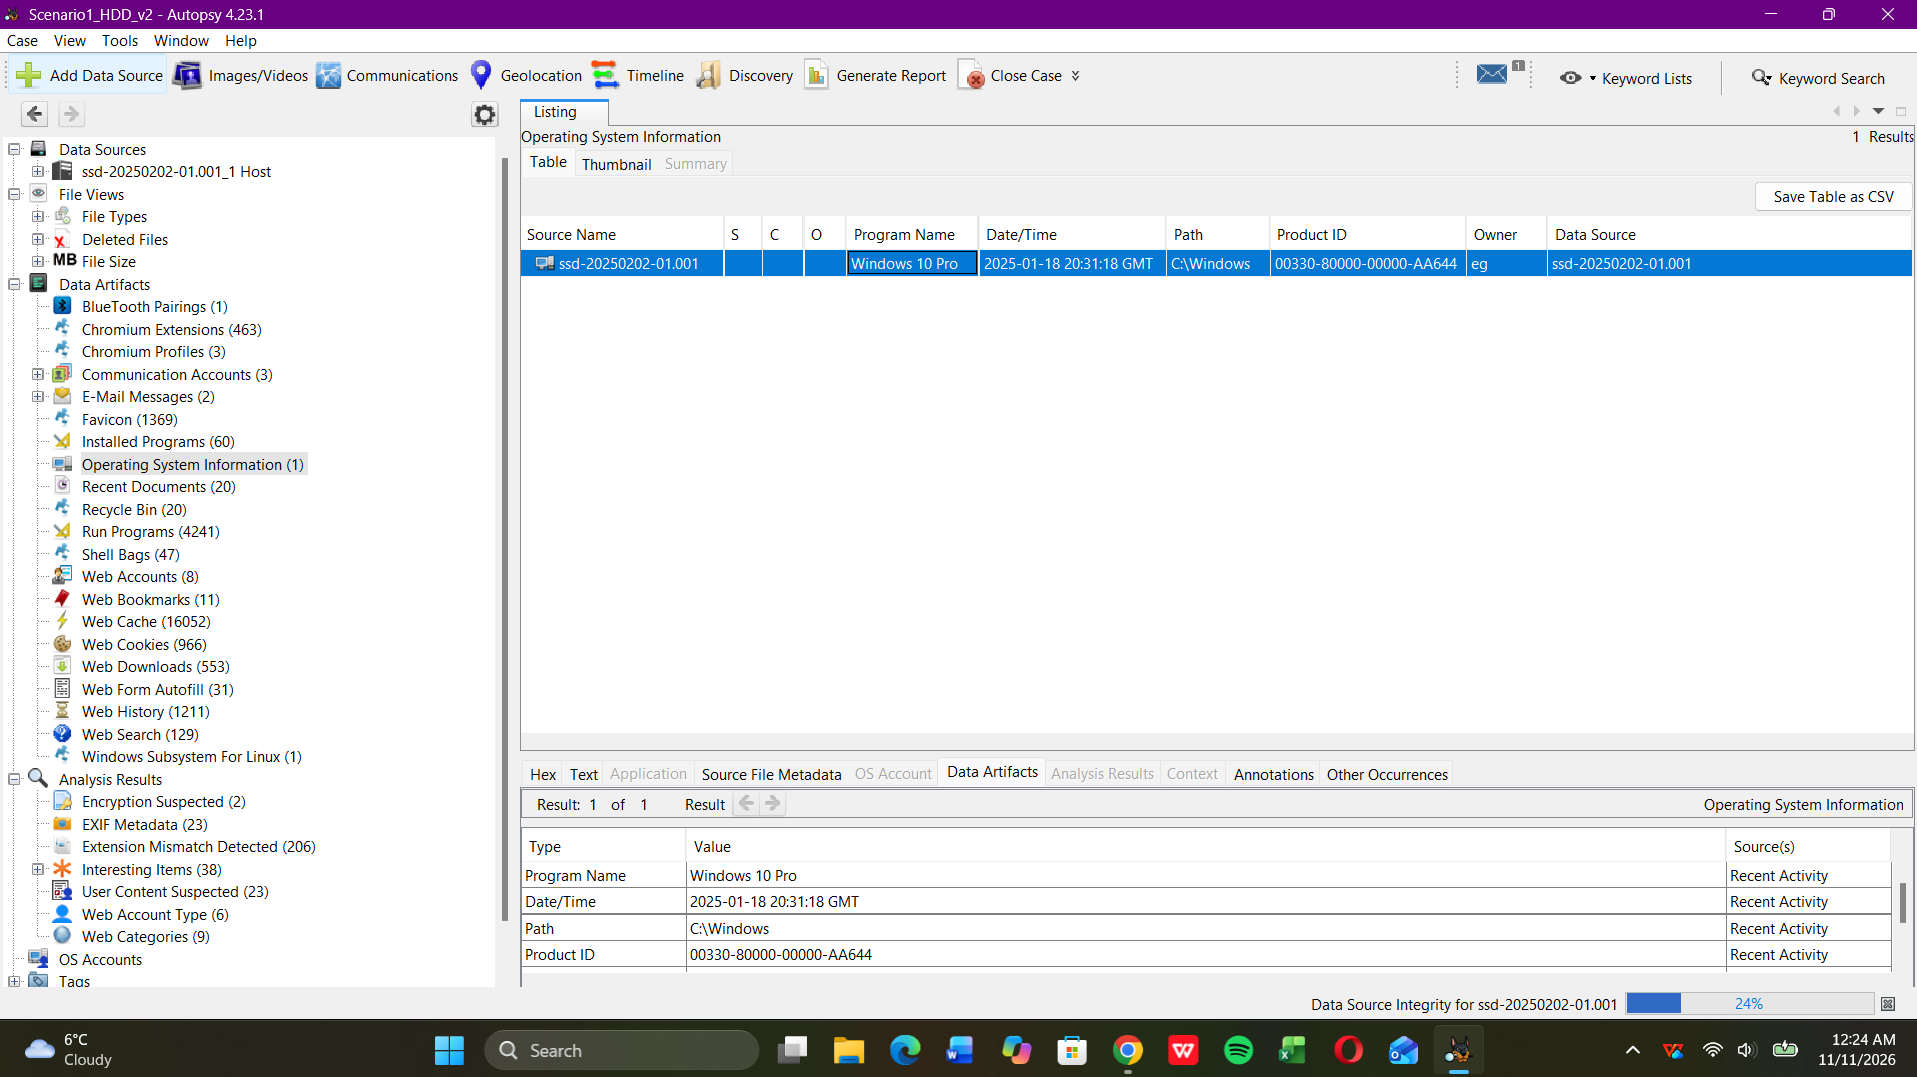 Scenario1_HDD_v2 - Autopsy 4.23.1
Case View Tools Window Help
Add Data Source Images/Videos Communications Geolocation Timeline Discovery Generate Report Close Case 1 Keyword Lists Keyword Search
Listing
Operating System Information 1 Results
Table Thumbnail Summary
Save Table as CSV
Source Name S C O Program Name Date/Time Path Product ID Owner Data Source
ssd-20250202-01.001 Windows 10 Pro 2025-01-18 20:31:18 GMT C:\Windows 00330-80000-00000-AA644 eg ssd-20250202-01.001
Data Sources
ssd-20250202-01.001_1 Host
File Views
File Types
Deleted Files
MB File Size
Data Artifacts
BlueTooth Pairings (1)
Chromium Extensions (463)
Chromium Profiles (3)
Communication Accounts (3)
E-Mail Messages (2)
Favicon (1369)
Installed Programs (60)
Operating System Information (1)
Recent Documents (20)
Recycle Bin (20)
Run Programs (4241)
Shell Bags (47)
Web Accounts (8)
Web Bookmarks (11)
Web Cache (16052)
Web Cookies (966)
Web Downloads (553)
Web Form Autofill (31)
Web History (1211)
Web Search (129)
Windows Subsystem For Linux (1)
Analysis Results
Encryption Suspected (2)
EXIF Metadata (23)
Extension Mismatch Detected (206)
Interesting Items (38)
User Content Suspected (23)
Web Account Type (6)
Web Categories (9)
OS Accounts
Tags
Hex Text Application Source File Metadata OS Account Data Artifacts Analysis Results Context Annotations Other Occurrences
Result: 1 of 1 Result Operating System Information
Type Value Source(s)
Program Name Windows 10 Pro Recent Activity
Date/Time 2025-01-18 20:31:18 GMT Recent Activity
Path C:\Windows Recent Activity
Product ID 00330-80000-00000-AA644 Recent Activity
Data Source Integrity for ssd-20250202-01.001 24%
6°C
Cloudy
Search
12:24 AM
11/11/2026